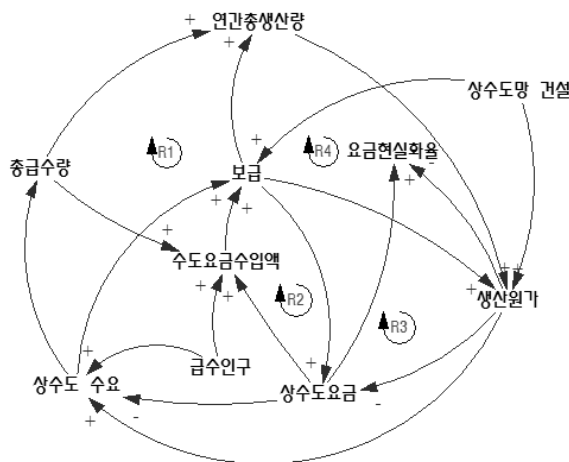 연간총생산량
상수도망 건설
R1
R4
요금현실화율
총급수량
보급
수도요금수입액
R2
생산원가
R3
급수인구
상수도 수요
상수도요금